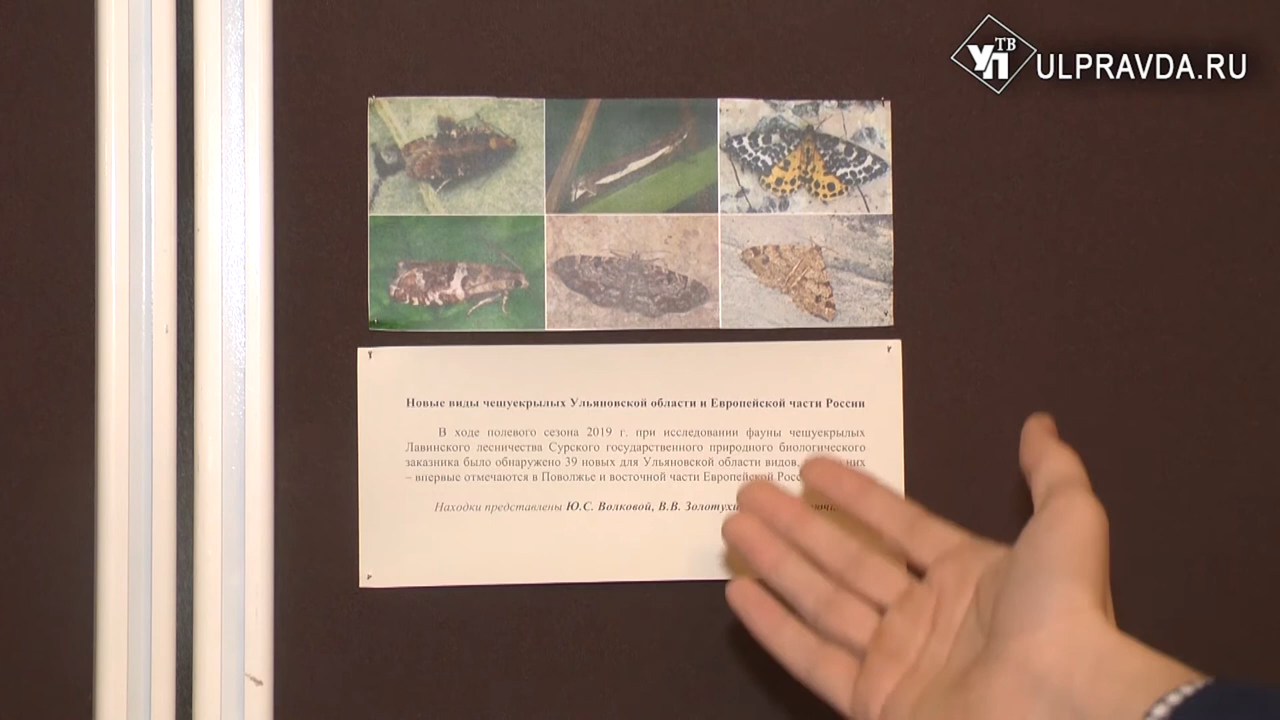 УП ТВ ULPRAVDA.RU
Новые виды чешуекрылых Ульяновской области и Европейской части России
В ходе полевого сезона 2019 г. при исследовании фауны чешуекрылых
Лавинского лесничества Сурского государственного природного биологического
заказника было обнаружено 39 новых для Ульяновской области видов,
– впервые отмечаются в Поволжье и восточной части Европейской
Находки представлены Ю.С. Волковой, В.В.